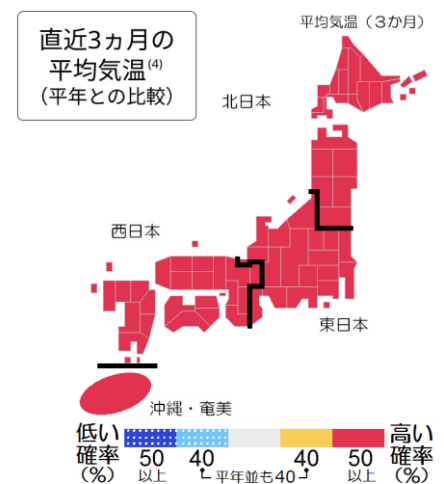 直近3ヵ月の
平均気温(4)
（平年との比較）
平均気温（3か月）
北日本
西日本
東日本
沖縄・奄美
低い
確率
(%)
50
以上
40
平年並も40
40
50
以上
高い
確率
(%)